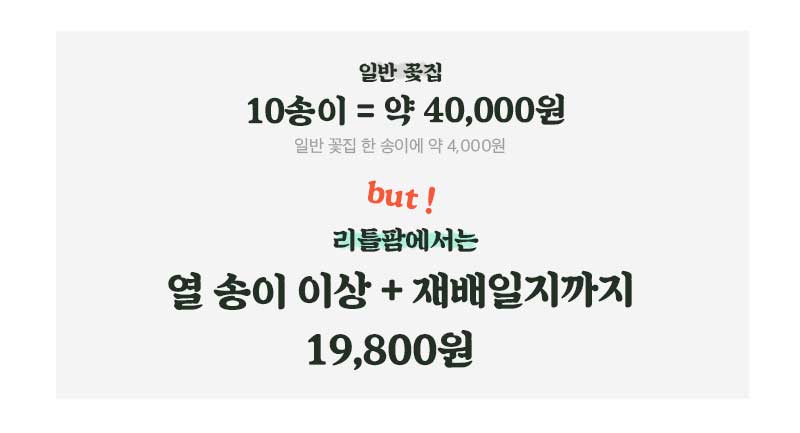 일반 꽃집
10송이 = 약 40,000원
일반 꽃집 한 송이에 약 4,000원
but !
리틀팜에서는
열 송이 이상 + 재배일지까지
19,800원